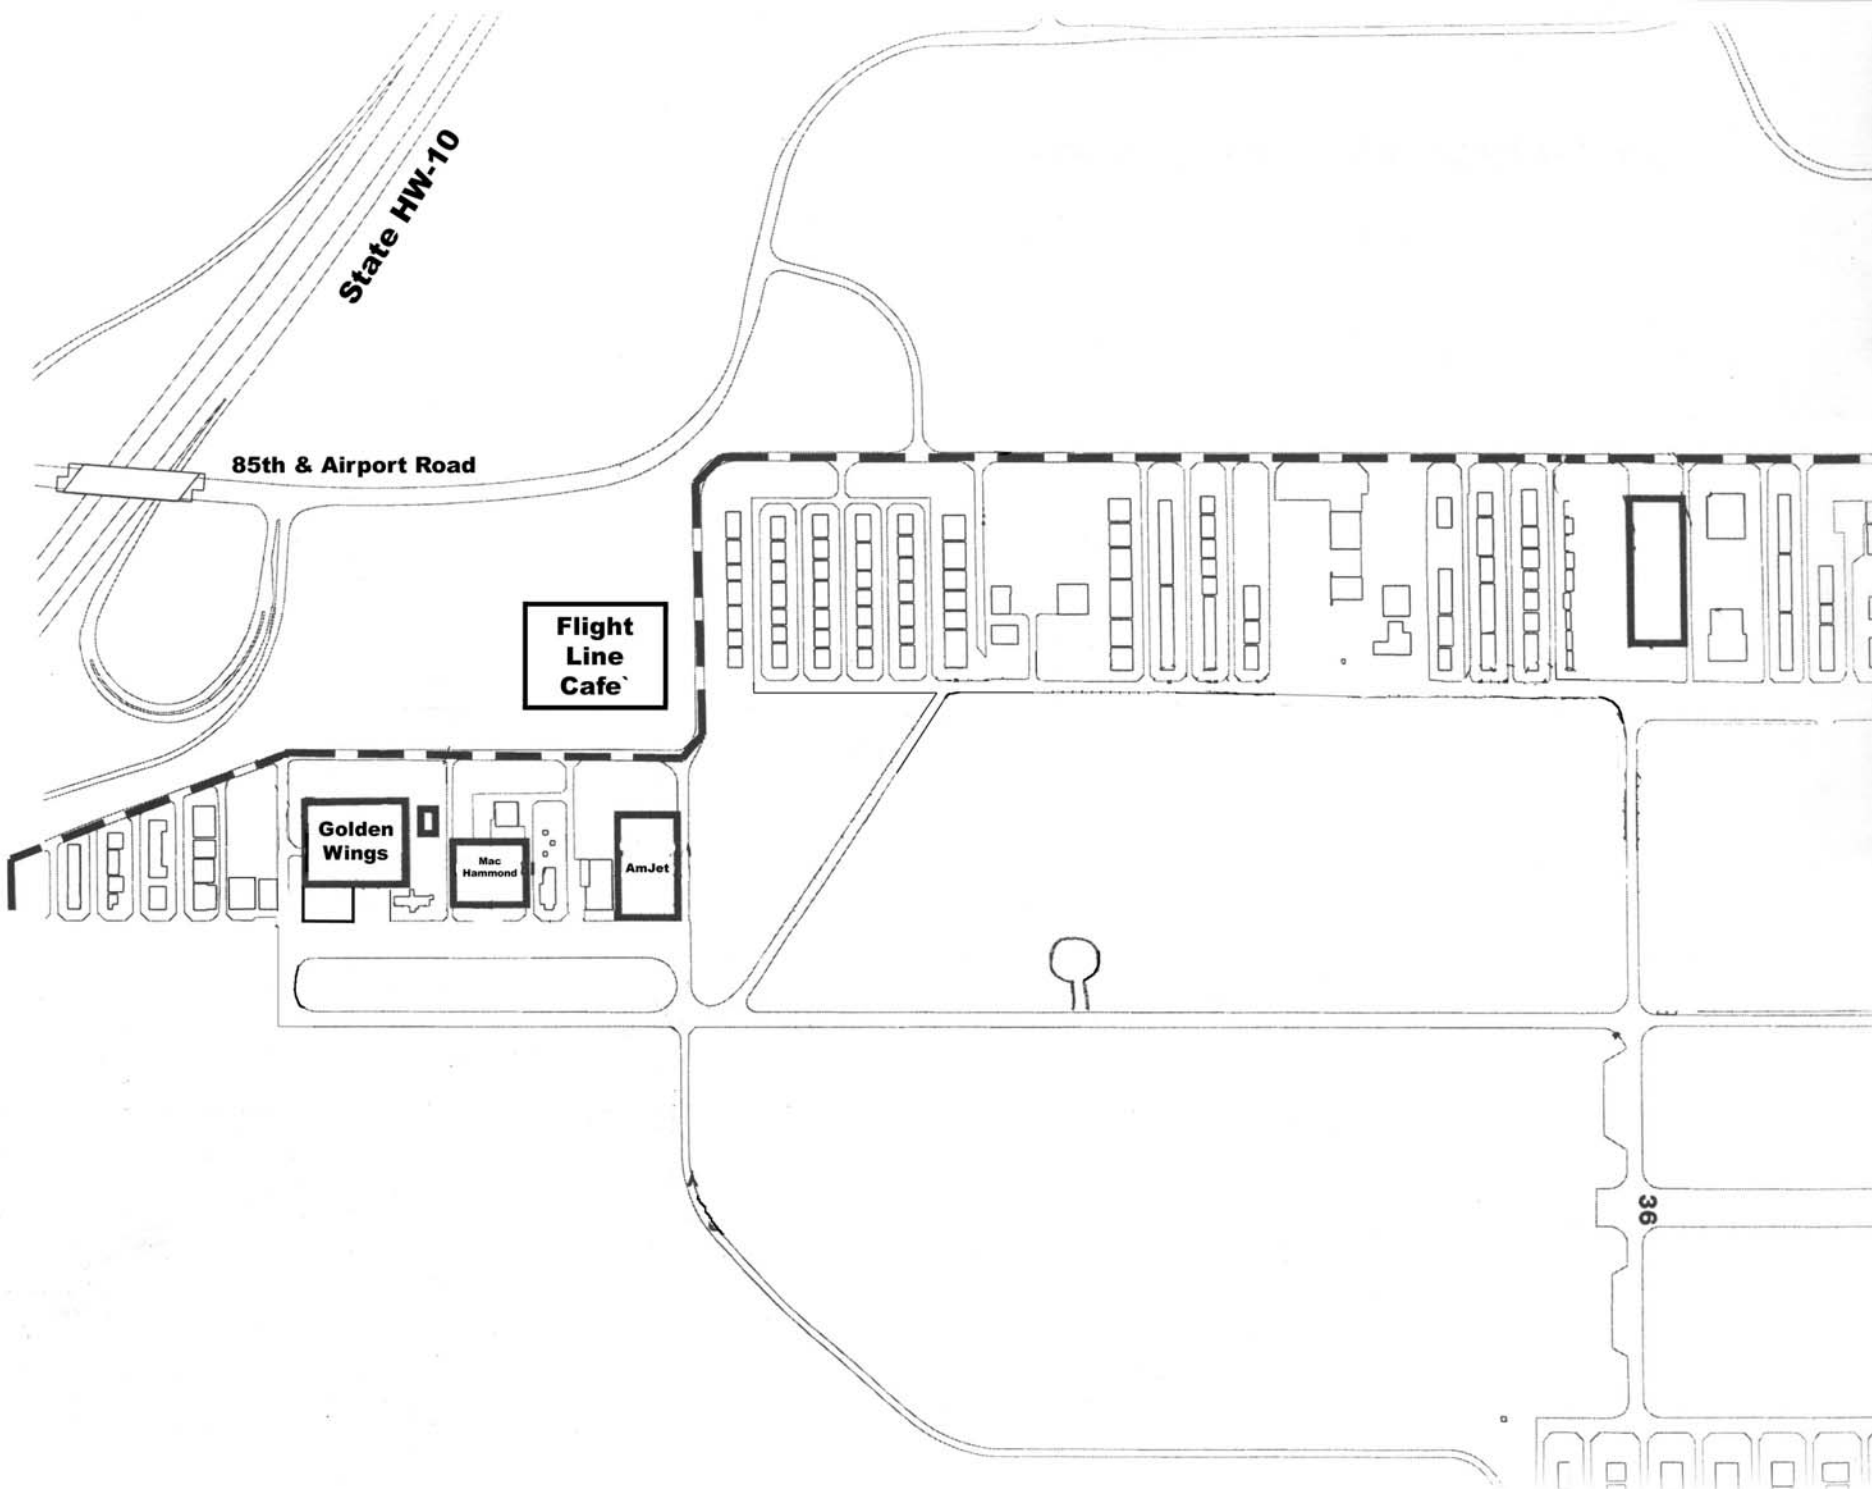 State HW-10
85th & Airport Road
Flight
Line
Cafe`
Golden
Wings
Mac
Hammond
AmJet
36